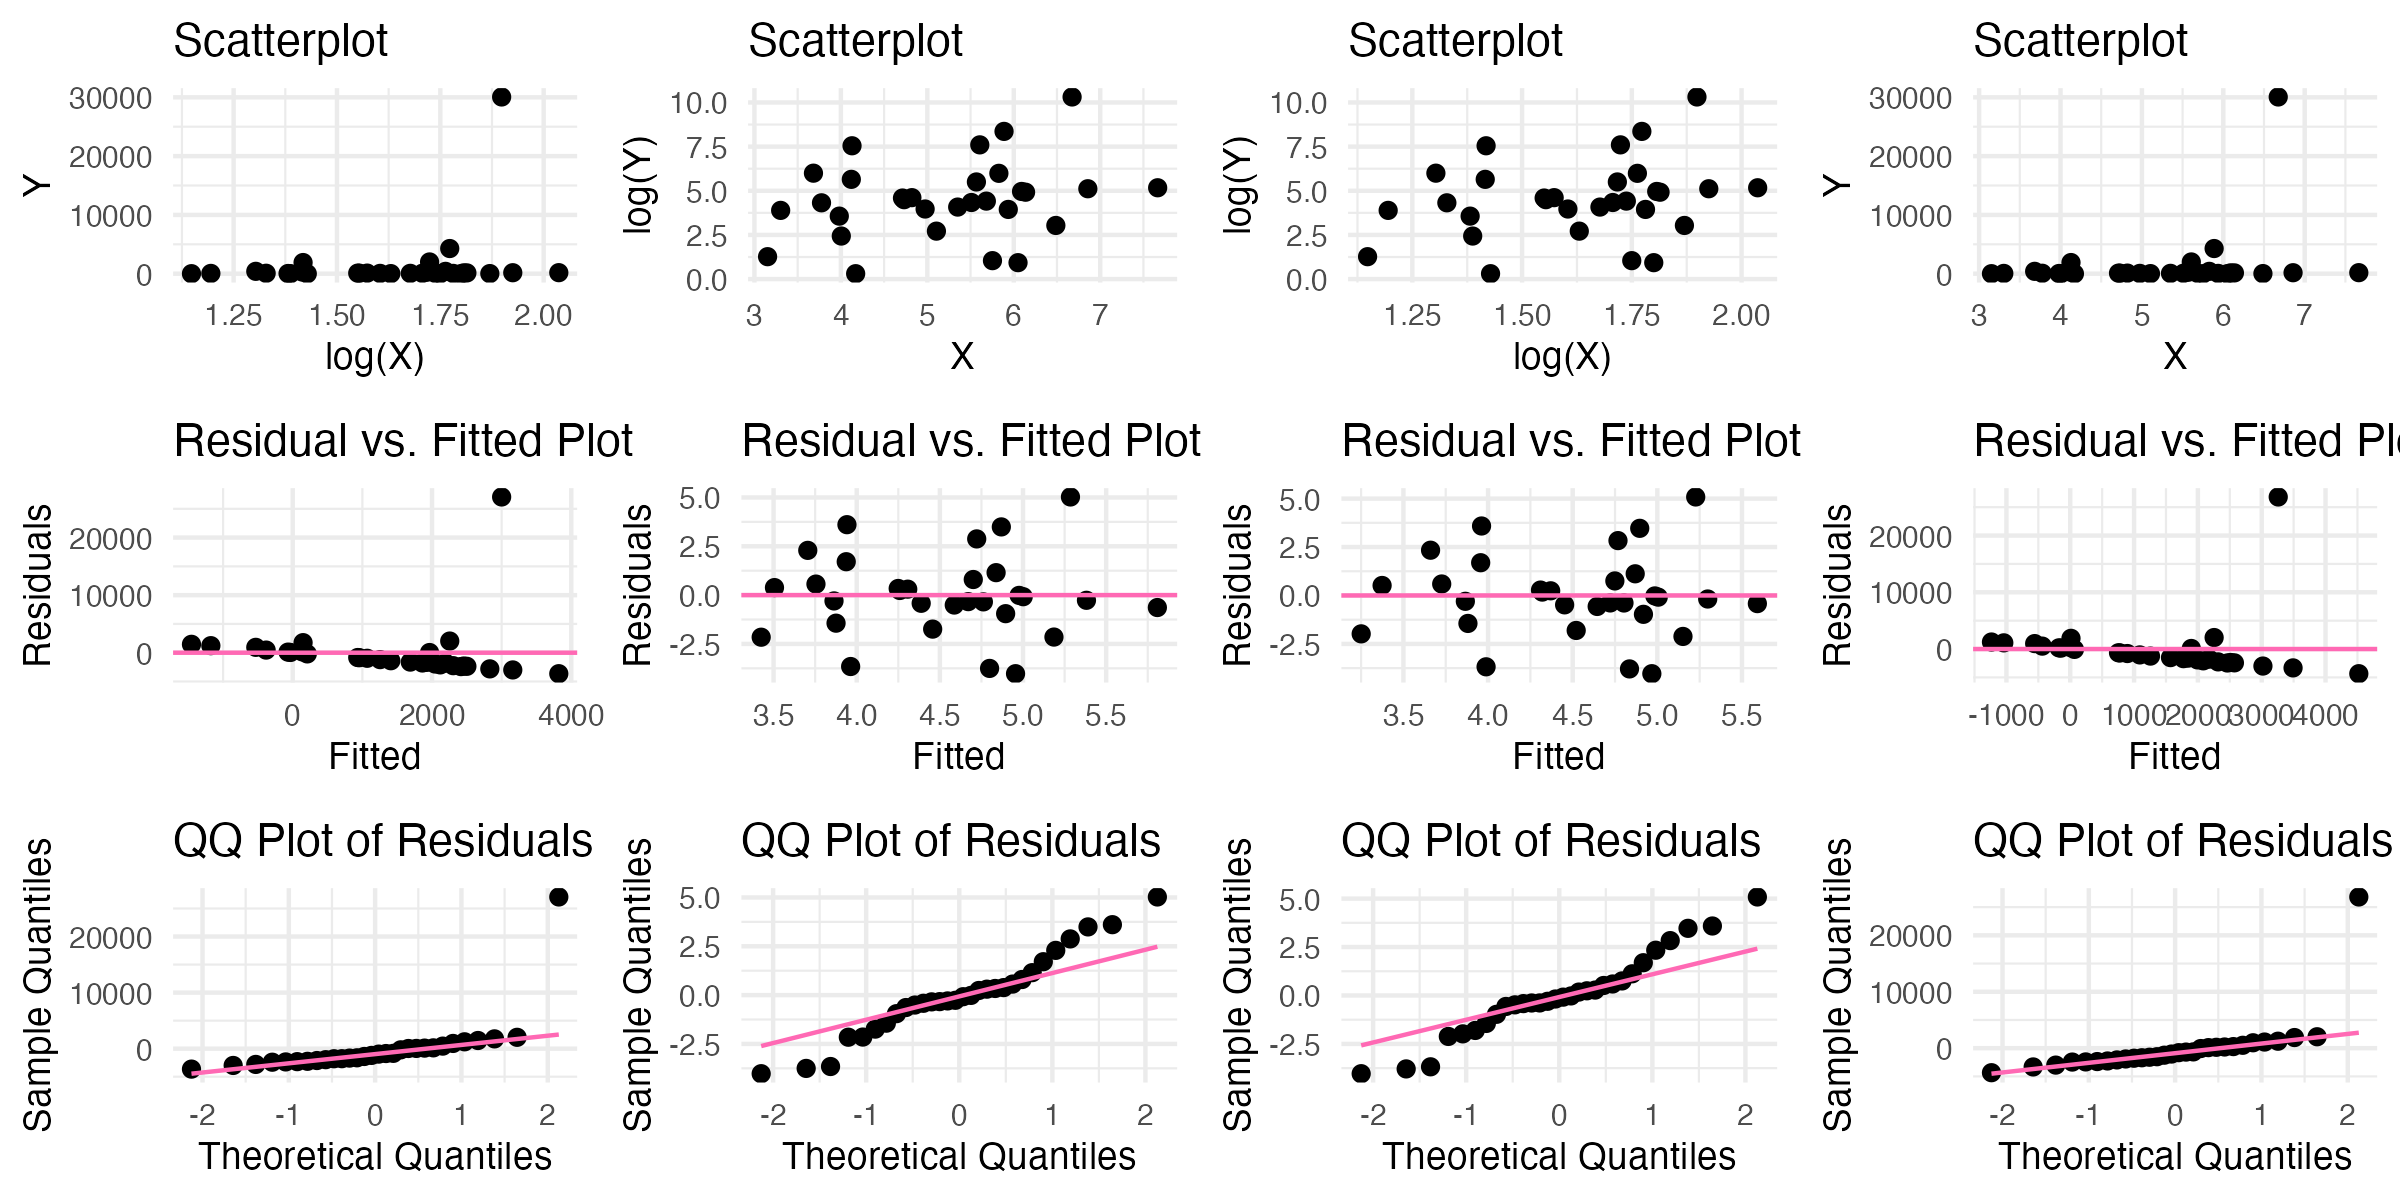 Scatterplot
Y
30000
20000
10000
0
1.25 1.50 1.75 2.00
log(X)
Scatterplot
log(Y)
10.0
7.5
5.0
2.5
0.0
3 4 5 6 7
X
Scatterplot
log(Y)
10.0
7.5
5.0
2.5
0.0
1.25 1.50 1.75 2.00
log(X)
Scatterplot
Y
30000
20000
10000
0
3 4 5 6 7
X
Residual vs. Fitted Plot
Residuals
20000
10000
0
0 2000 4000
Fitted
Residual vs. Fitted Plot
Residuals
5.0
2.5
0.0
-2.5
3.5 4.0 4.5 5.0 5.5
Fitted
Residual vs. Fitted Plot
Residuals
5.0
2.5
0.0
-2.5
3.5 4.0 4.5 5.0 5.5
Fitted
Residual vs. Fitted Pl
Residuals
20000
10000
0
-1000 0 1000 2000 3000 4000
Fitted
QQ Plot of Residuals
Sample Quantiles
20000
10000
0
-2 -1 0 1 2
Theoretical Quantiles
QQ Plot of Residuals
Sample Quantiles
5.0
2.5
0.0
-2.5
-2 -1 0 1 2
Theoretical Quantiles
QQ Plot of Residuals
Sample Quantiles
5.0
2.5
0.0
-2.5
-2 -1 0 1 2
Theoretical Quantiles
QQ Plot of Residuals
Sample Quantiles
20000
10000
0
-2 -1 0 1 2
Theoretical Quantiles